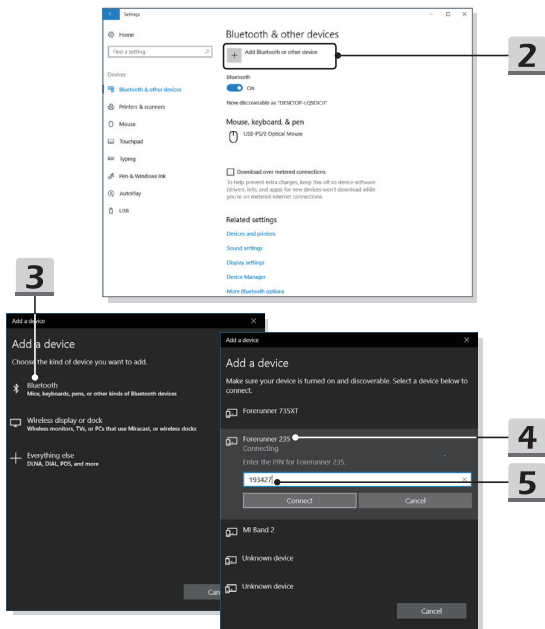 Settings
Home
Bluetooth & other devices
Find a setting
Add Bluetooth or other device
2
Devices
Bluetooth
Bluetooth & other devices
On
Printers & scanners
Now discoverable as "DESKTOP-LQ5DICI"
Mouse
Mouse, keyboard, & pen
Touchpad
USB-PS/2 Optical Mouse
Typing
Pen & Windows Ink
Download over metered connections
To help prevent extra charges, keep this off so device software
(drivers, info, and apps) for new devices won't download while
you're on metered internet connections.
AutoPlay
USB
Related settings
Devices and printers
Sound settings
Display settings
Device Manager
More Bluetooth options
3
Add a device
Add a device
Choose the kind of device you want to add.
Bluetooth
Mice, keyboards, pens, or other kinds of Bluetooth devices
Wireless display or dock
Wireless monitors, TVs, or PCs that use Miracast, or wireless docks
Everything else
DLNA, DIAL, POS, and more
Can
Add a device
Add a device
Make sure your device is turned on and discoverable. Select a device below to
connect.
Forerunner 735XT
Forerunner 235
4
Connecting
Enter the PIN for Forerunner 235.
193427
5
Connect
Cancel
MI Band 2
Unknown device
Unknown device
Cancel